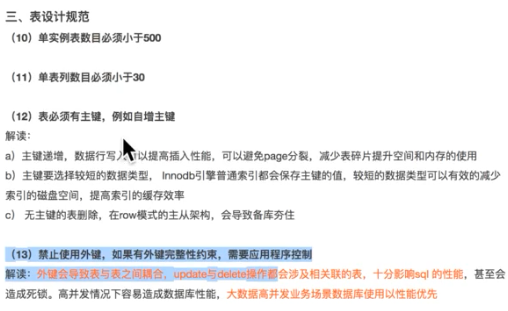 三、表设计规范
（10）单实例表数目必须小于500
（11）单表列数目必须小于30
（12）表必须有主键，例如自增主键
解读：
a）主键递增，数据行写入可以提高插入性能，可以避免page分裂，减少表碎片提升空间和内存的使用
b）主键要选择较短的数据类型， Innodb引擎普通索引都会保存主键的值，较短的数据类型可以有效的减少
索引的磁盘空间，提高索引的缓存效率
c） 无主键的表删除，在row模式的主从架构，会导致备库夯住
（13）禁止使用外键，如果有外键完整性约束，需要应用程序控制
解读：外键会导致表与表之间耦合，update与delete操作都会涉及相关联的表，十分影响sql 的性能，甚至会
造成死锁。高并发情况下容易造成数据库性能，大数据高并发业务场景数据库使用以性能优先